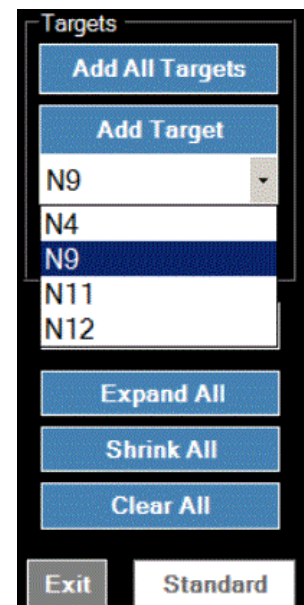 Targets
Add All Targets
Add Target
N9
N4
N9
N11
N12
Expand All
Shrink All
Clear All
Exit
Standard